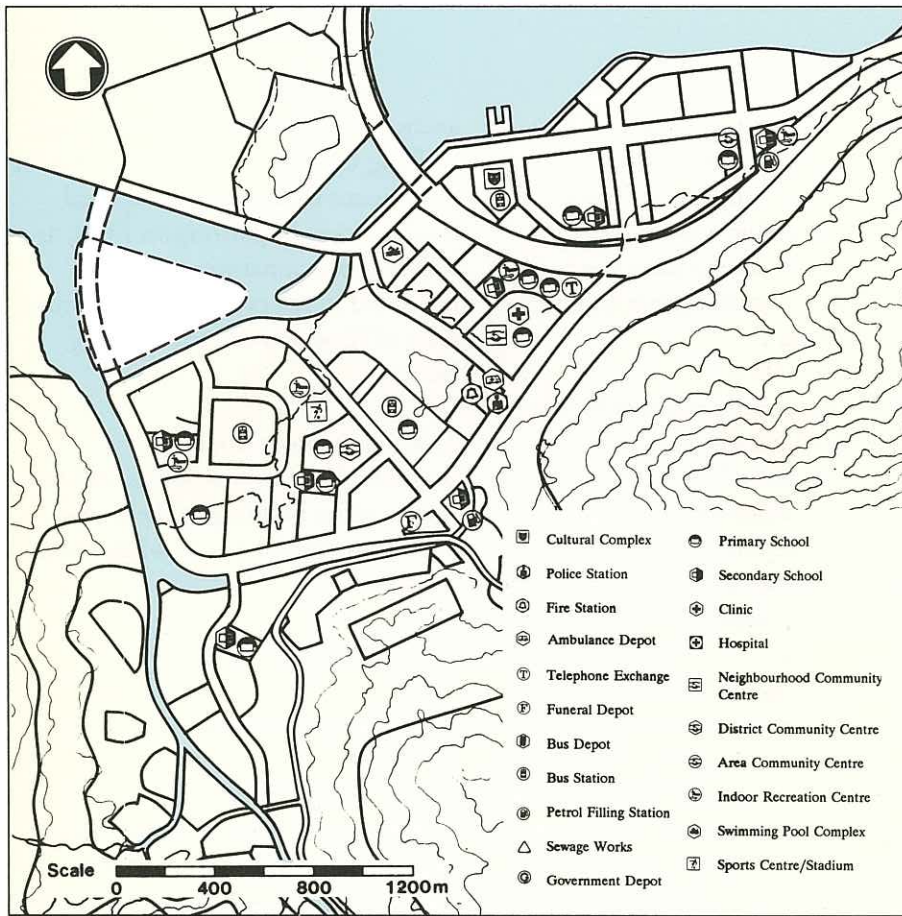 T
F
Cultural Complex
Police Station
Fire Station
Ambulance Depot
T Telephone Exchange
F Funeral Depot
Bus Depot
Bus Station
Petrol Filling Station
Sewage Works
G Government Depot
Primary School
Secondary School
Clinic
Hospital
Neighbourhood Community
Centre
District Community Centre
Area Community Centre
Indoor Recreation Centre
Swimming Pool Complex
Sports Centre/Stadium
Scale
0 400 800 1200m